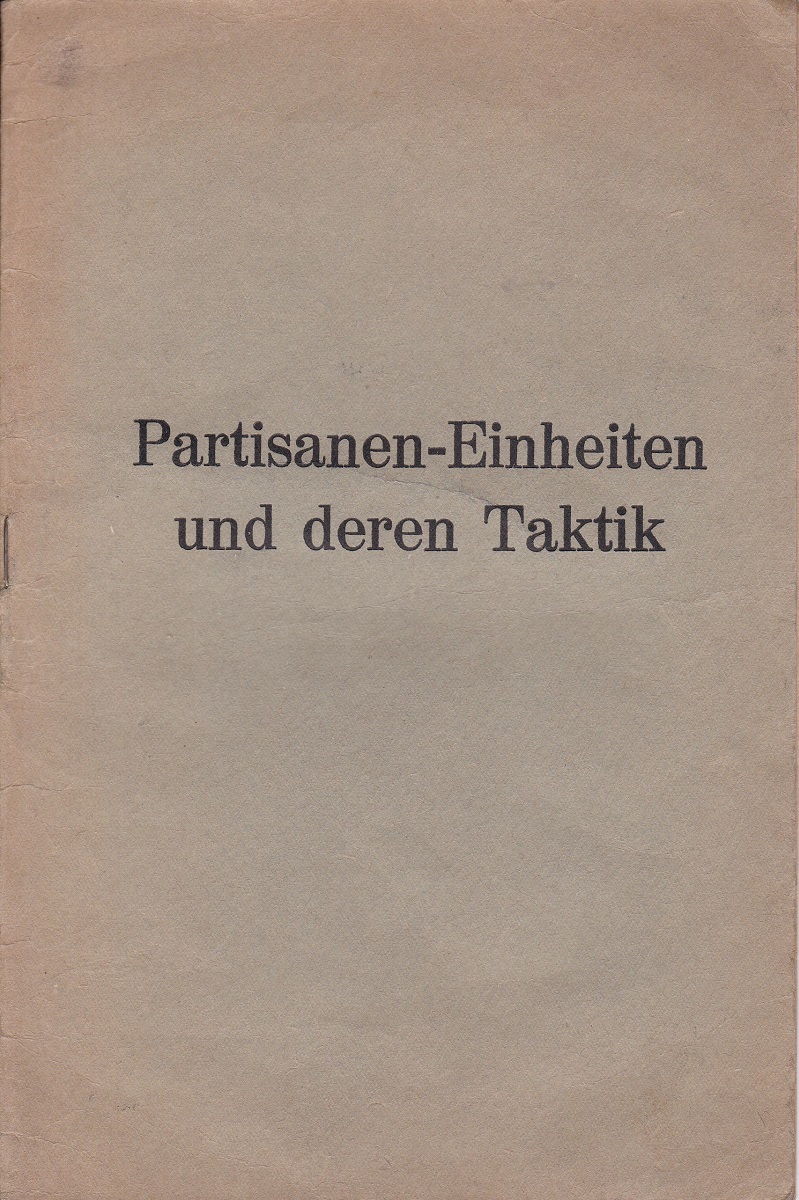 Partisanen-Einheiten
und deren Taktik